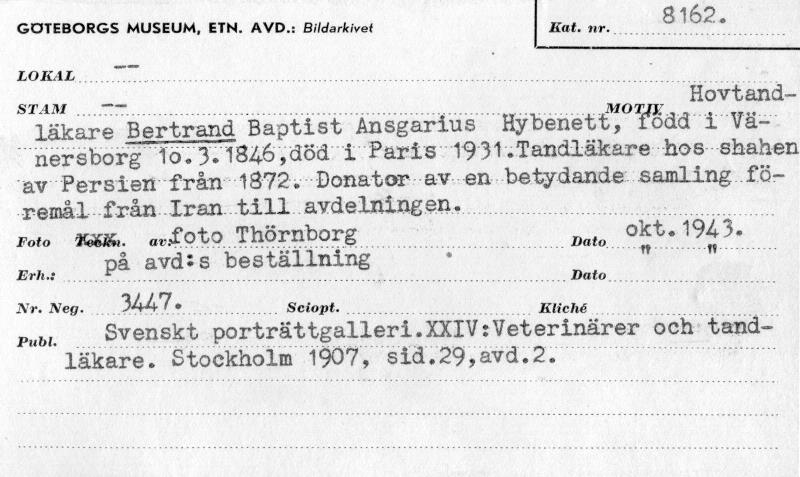 GÖTEBORGS MUSEUM, ETN. AVD.: Bildarkivet
Kat. nr. 8162.
LOKAL --
STAM -- MOTIV Hovtand-
läkare Bertrand Baptist Ansgarius Hybenett, född i Vä-
nersborg 1o.3.1846,död i Paris 1931.Tandläkare hos shahen
av Persien från 1872. Donator av en betydande samling fö-
remål från Iran till avdelningen.
Foto Teckn. av: foto Thörnborg Dato okt. 1943.
Erh.: på avd:s beställning Dato " "
Nr. Neg. 3447. Sciopt. Kliché
Publ. Svenskt porträttgalleri.XXIV:Veterinärer och tand-
läkare. Stockholm 1907, sid.29,avd.2.